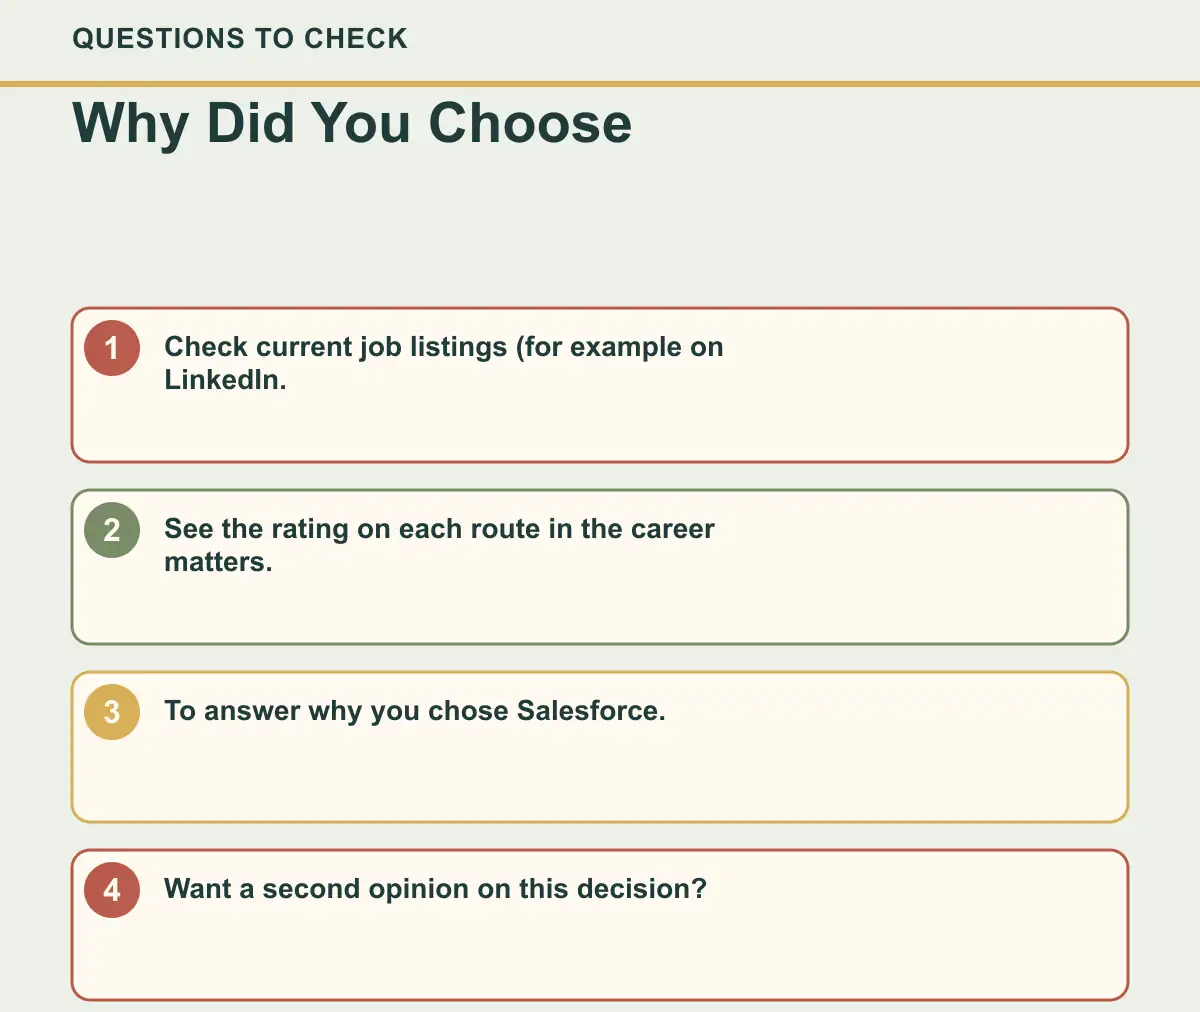 QUESTIONS TO CHECK
Why Did You Choose
1
Check current job listings (for example on
LinkedIn.
2
See the rating on each route in the career
matters.
3
To answer why you chose Salesforce.
4
Want a second opinion on this decision?